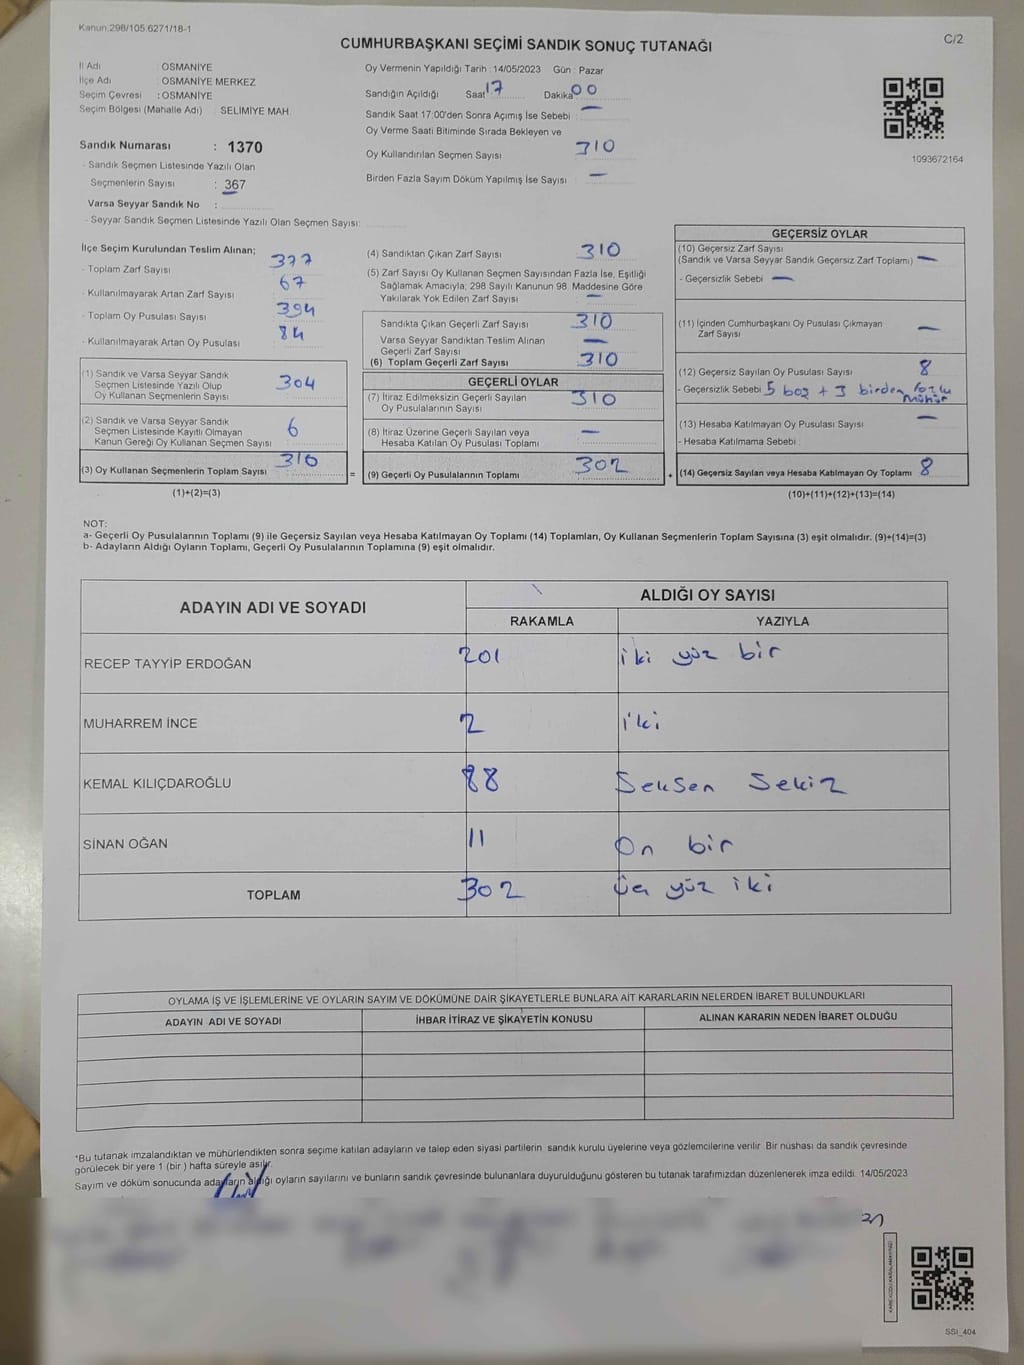 Kanun.298/105.6271/18-1
C/2
CUMHURBAŞKANI SEÇİMİ SANDIK SONUÇ TUTANAĞI
İl Adı : OSMANİYE
İlçe Adı : OSMANİYE MERKEZ
Seçim Çevresi : OSMANİYE
Seçim Bölgesi (Mahalle Adı) : SELİMİYE MAH.
Sandık Numarası : 1370
- Sandık Seçmen Listesinde Yazılı Olan
Seçmenlerin Sayısı : 367
Varsa Seyyar Sandık No :
- Seyyar Sandık Seçmen Listesinde Yazılı Olan Seçmen Sayısı:
Oy Vermenin Yapıldığı Tarih : 14/05/2023 Gün : Pazar
Sandığın Açıldığı Saat 17 Dakika 00
Sandık Saat 17:00'den Sonra Açımış İse Sebebi : —
Oy Verme Saati Bitiminde Sırada Bekleyen ve
Oy Kullandırılan Seçmen Sayısı : 310
Birden Fazla Sayım Döküm Yapılmış İse Sayısı : —
1093672164
İlçe Seçim Kurulundan Teslim Alınan;
- Toplam Zarf Sayısı 377
- Kullanılmayarak Artan Zarf Sayısı 67
- Toplam Oy Pusulası Sayısı 394
- Kullanılmayarak Artan Oy Pusulası 84
(1) Sandık ve Varsa Seyyar Sandık
Seçmen Listesinde Yazılı Olup
Oy Kullanan Seçmenlerin Sayısı 304
(2) Sandık ve Varsa Seyyar Sandık
Seçmen Listesinde Kayıtlı Olmayan
Kanun Gereği Oy Kullanan Seçmen Sayısı 6
(3) Oy Kullanan Seçmenlerin Toplam Sayısı 310
(1)+(2)=(3)
(4) Sandıktan Çıkan Zarf Sayısı 310
(5) Zarf Sayısı Oy Kullanan Seçmen Sayısından Fazla İse, Eşitliği
Sağlamak Amacıyla; 298 Sayılı Kanunun 98. Maddesine Göre
Yakılarak Yok Edilen Zarf Sayısı —
Sandıkta Çıkan Geçerli Zarf Sayısı 310
Varsa Seyyar Sandıktan Teslim Alınan
Geçerli Zarf Sayısı —
(6) Toplam Geçerli Zarf Sayısı 310
GEÇERLİ OYLAR
(7) İtiraz Edilmeksizin Geçerli Sayılan
Oy Pusulalarının Sayısı 310
(8) İtiraz Üzerine Geçerli Sayılan veya
Hesaba Katılan Oy Pusulası Toplamı —
= (9) Geçerli Oy Pusulalarının Toplamı 302
GEÇERSİZ OYLAR
(10) Geçersiz Zarf Sayısı
(Sandık ve Varsa Seyyar Sandık Geçersiz Zarf Toplamı) —
- Geçersizlik Sebebi : —
(11) İçinden Cumhurbaşkanı Oy Pusulası Çıkmayan
Zarf Sayısı —
(12) Geçersiz Sayılan Oy Pusulası Sayısı 8
- Geçersizlik Sebebi : 5 boş + 3 birden fazla mühür
(13) Hesaba Katılmayan Oy Pusulası Sayısı —
- Hesaba Katılmama Sebebi :
+ (14) Geçersiz Sayılan veya Hesaba Katılmayan Oy Toplamı 8
(10)+(11)+(12)+(13)=(14)
NOT:
a- Geçerli Oy Pusulalarının Toplamı (9) ile Geçersiz Sayılan veya Hesaba Katılmayan Oy Toplamı (14) Toplamları, Oy Kullanan Seçmenlerin Toplam Sayısına (3) eşit olmalıdır. (9)+(14)=(3)
b- Adayların Aldığı Oyların Toplamı, Geçerli Oy Pusulalarının Toplamına (9) eşit olmalıdır.
ADAYIN ADI VE SOYADI ALDIĞI OY SAYISI
RAKAMLA YAZIYLA
RECEP TAYYİP ERDOĞAN 201 iki yüz bir
MUHARREM İNCE 2 iki
KEMAL KILIÇDAROĞLU 88 Seksen Sekiz
SİNAN OĞAN 11 On bir
TOPLAM 302 üç yüz iki
OYLAMA İŞ VE İŞLEMLERİNE VE OYLARIN SAYIM VE DÖKÜMÜNE DAİR ŞİKAYETLERLE BUNLARA AİT KARARLARIN NELERDEN İBARET BULUNDUKLARI
ADAYIN ADI VE SOYADI İHBAR İTİRAZ VE ŞİKAYETİN KONUSU ALINAN KARARIN NEDEN İBARET OLDUĞU
*Bu tutanak imzalandıktan ve mühürlendikten sonra seçime katılan adayların ve talep eden siyasi partilerin sandık kurulu üyelerine veya gözlemcilerine verilir. Bir nüshası da sandık çevresinde
görülecek bir yere 1 (bir) hafta süreyle asılır.
Sayım ve döküm sonucunda adayların aldığı oyların sayılarını ve bunların sandık çevresinde bulunanlara duyurulduğunu gösteren bu tutanak tarafımızdan düzenlenerek imza edildi. 14/05/2023
SSI_404